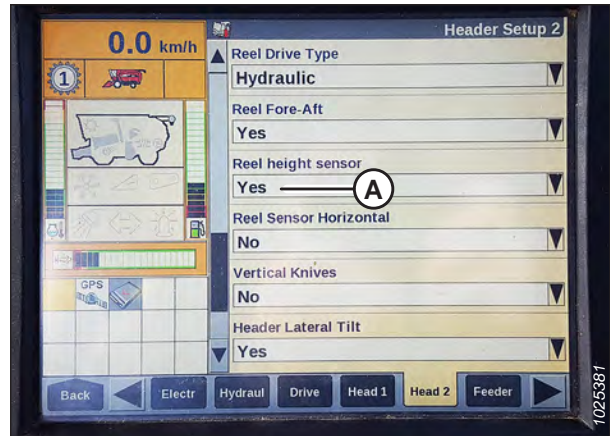 Header Setup 2
0.0 km/h
1
Reel Drive Type
Hydraulic
Reel Fore-Aft
Yes
Reel height sensor
Yes
A
Reel Sensor Horizontal
No
Vertical Knives
No
Header Lateral Tilt
Yes
GPS
Back
Electr
Hydraul
Drive
Head 1
Head 2
Feeder
1025381